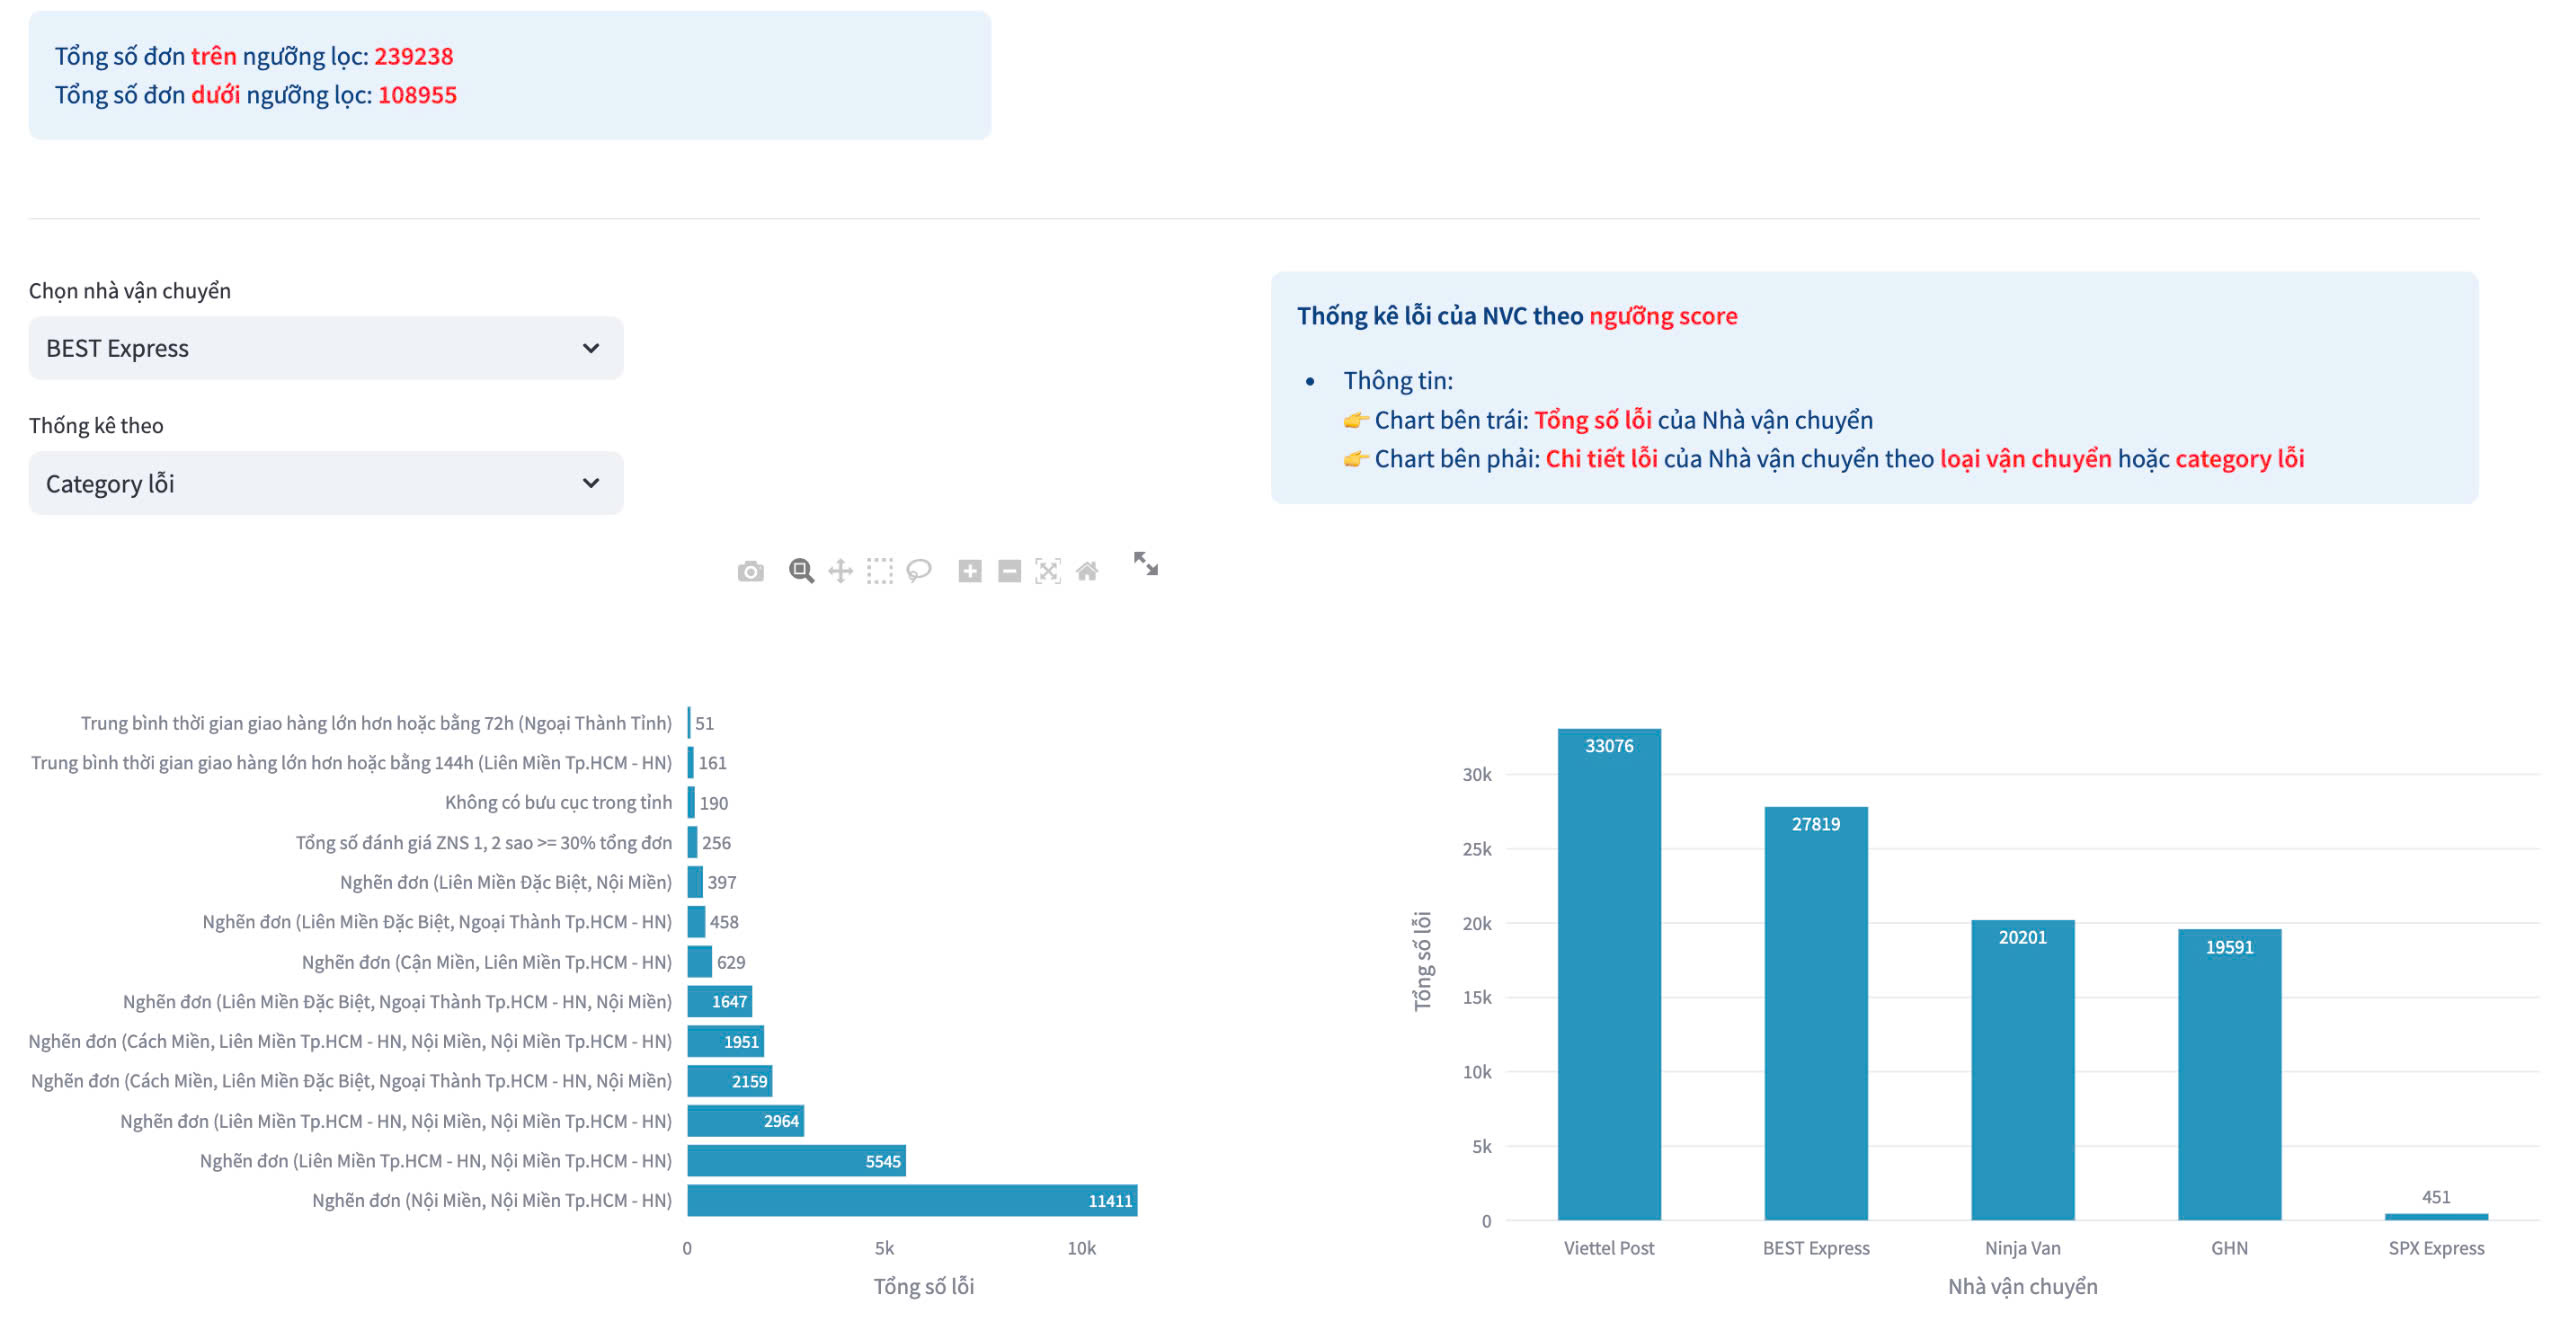 Tổng số đơn trên ngưỡng lọc: 239238
Tổng số đơn dưới ngưỡng lọc: 108955
Chọn nhà vận chuyển
BEST Express
Thống kê theo
Category lỗi
Thống kê lỗi của NVC theo ngưỡng score
• Thông tin:
👉 Chart bên trái: Tổng số lỗi của Nhà vận chuyển
👉 Chart bên phải: Chi tiết lỗi của Nhà vận chuyển theo loại vận chuyển hoặc category lỗi
Trung bình thời gian giao hàng lớn hơn hoặc bằng 72h (Ngoại Thành Tỉnh) 51
Trung bình thời gian giao hàng lớn hơn hoặc bằng 144h (Liên Miền Tp.HCM - HN) 161
Không có bưu cục trong tỉnh 190
Tổng số đánh giá ZNS 1, 2 sao >= 30% tổng đơn 256
Nghẽn đơn (Liên Miền Đặc Biệt, Nội Miền) 397
Nghẽn đơn (Liên Miền Đặc Biệt, Ngoại Thành Tp.HCM - HN) 458
Nghẽn đơn (Cận Miền, Liên Miền Tp.HCM - HN) 629
Nghẽn đơn (Liên Miền Đặc Biệt, Ngoại Thành Tp.HCM - HN, Nội Miền) 1647
Nghẽn đơn (Cách Miền, Liên Miền Tp.HCM - HN, Nội Miền, Nội Miền Tp.HCM - HN) 1951
Nghẽn đơn (Cách Miền, Liên Miền Đặc Biệt, Ngoại Thành Tp.HCM - HN, Nội Miền) 2159
Nghẽn đơn (Liên Miền Tp.HCM - HN, Nội Miền, Nội Miền Tp.HCM - HN) 2964
Nghẽn đơn (Liên Miền Tp.HCM - HN, Nội Miền Tp.HCM - HN) 5545
Nghẽn đơn (Nội Miền, Nội Miền Tp.HCM - HN) 11411
0 5k 10k
Tổng số lỗi
Tổng số lỗi
30k
25k
20k
15k
10k
5k
0
33076
27819
20201
19591
451
Viettel Post BEST Express Ninja Van GHN SPX Express
Nhà vận chuyển